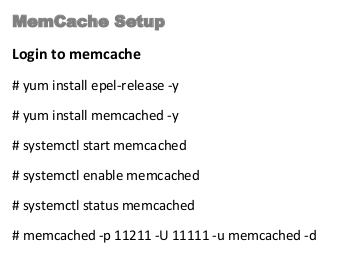 MemCache Setup
Login to memcache
# yum install epel-release -y
# yum install memcached -y
# systemctl start memcached
# systemctl enable memcached
# systemctl status memcached
# memcached -p 11211 -U 11111 -u memcached -d